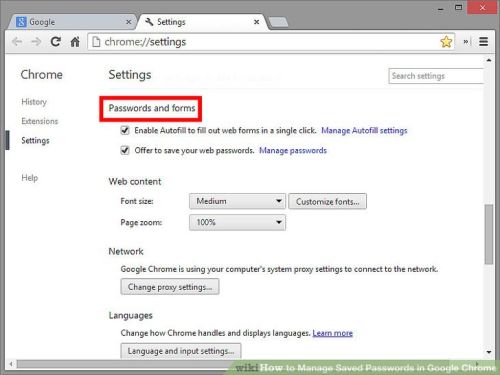 Google
Settings
chrome://settings
Chrome
History
Extensions
Settings
Help
Settings
Search settings
Passwords and forms
Enable Autofill to fill out web forms in a single click. Manage Autofill settings
Offer to save your web passwords. Manage passwords
Web content
Font size: Medium Customize fonts...
Page zoom: 100%
Network
Google Chrome is using your computer's system proxy settings to connect to the network.
Change proxy settings...
Languages
Change how Chrome handles and displays languages. Learn more
Language and input settings...
wikiHow to Manage Saved Passwords in Google Chrome